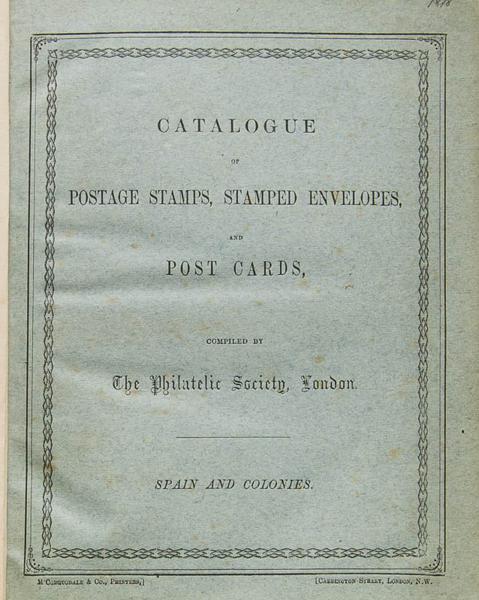 1878
CATALOGUE
OF
POSTAGE STAMPS, STAMPED ENVELOPES,
AND
POST CARDS,
COMPILED BY
The Philatelic Society, London.
SPAIN AND COLONIES.
M'CORQUODALE & CO., PRINTERS,] [CARDINGTON STREET, LONDON, N.W.